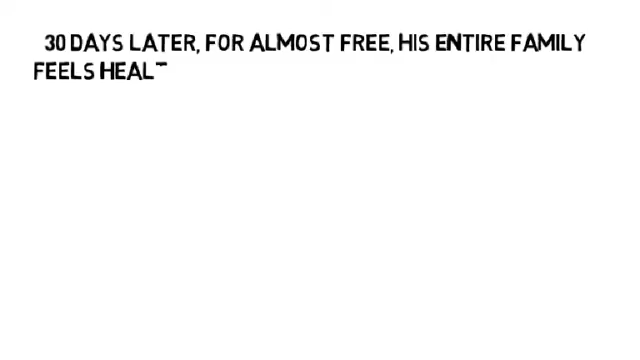 30 DAYS LATER, FOR ALMOST FREE, HIS ENTIRE FAMILY
FEELS HEAL